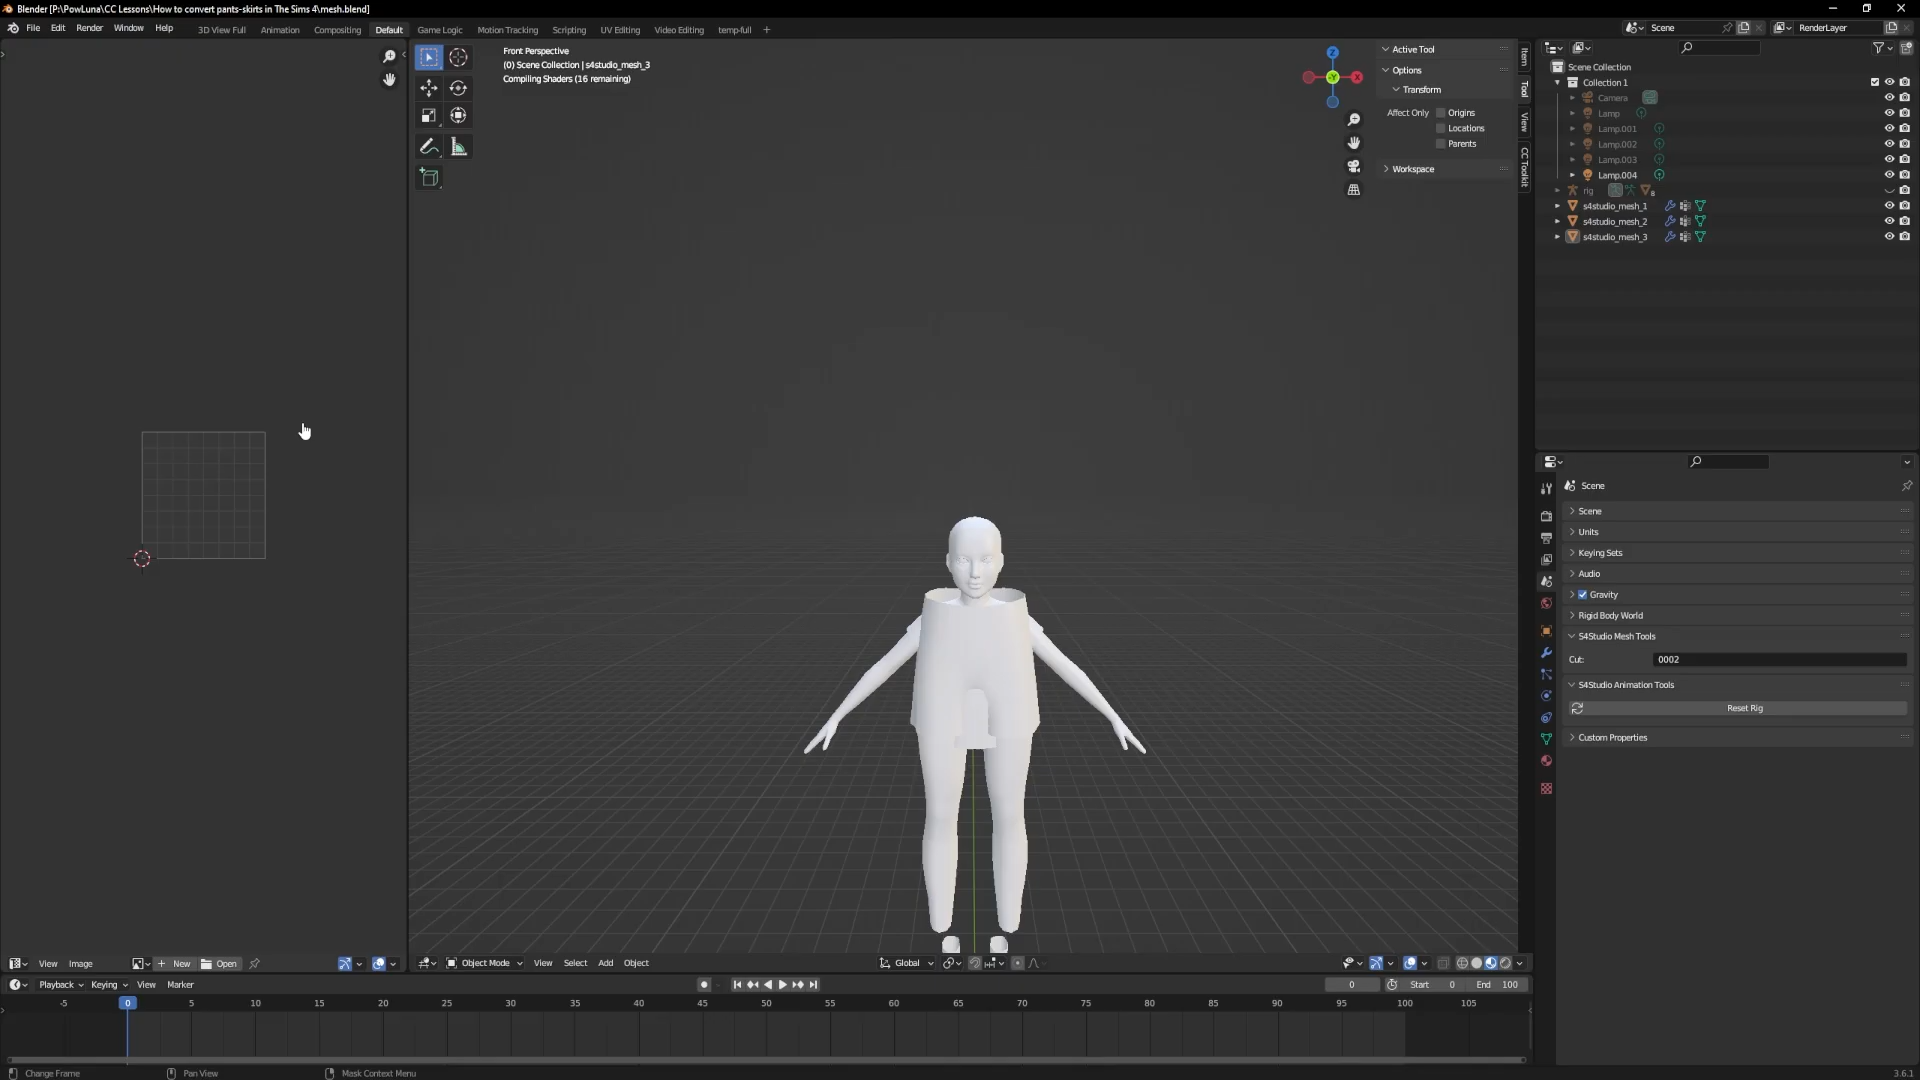 Blender [P:\PowLuna\CC Lessons\How to convert pants-skirts in The Sims 4\mesh.blend]
File Edit Render Window Help 3D View Full Animation Compositing Default Game Logic Motion Tracking Scripting UV Editing Video Editing temp-full + Scene RenderLayer
Front Perspective
(0) Scene Collection | s4studio_mesh_3
Compiling Shaders (16 remaining)
Z
X
-Y
Active Tool
Options
Transform
Affect Only Origins
Locations
Parents
Workspace
Item
Tool
View
CC Toolkit
Scene Collection
Collection 1
Camera
Lamp
Lamp.001
Lamp.002
Lamp.003
Lamp.004
rig 8
s4studio_mesh_1
s4studio_mesh_2
s4studio_mesh_3
Scene
Scene
Units
Keying Sets
Audio
Gravity
Rigid Body World
S4Studio Mesh Tools
Cut: 0002
S4Studio Animation Tools
Reset Rig
Custom Properties
View Image + New Open
Object Mode View Select Add Object Global
Playback Keying View Marker 0 Start 0 End 100
-5 0 5 10 15 20 25 30 35 40 45 50 55 60 65 70 75 80 85 90 95 100 105
Change Frame Pan View Mask Context Menu 3.6.1